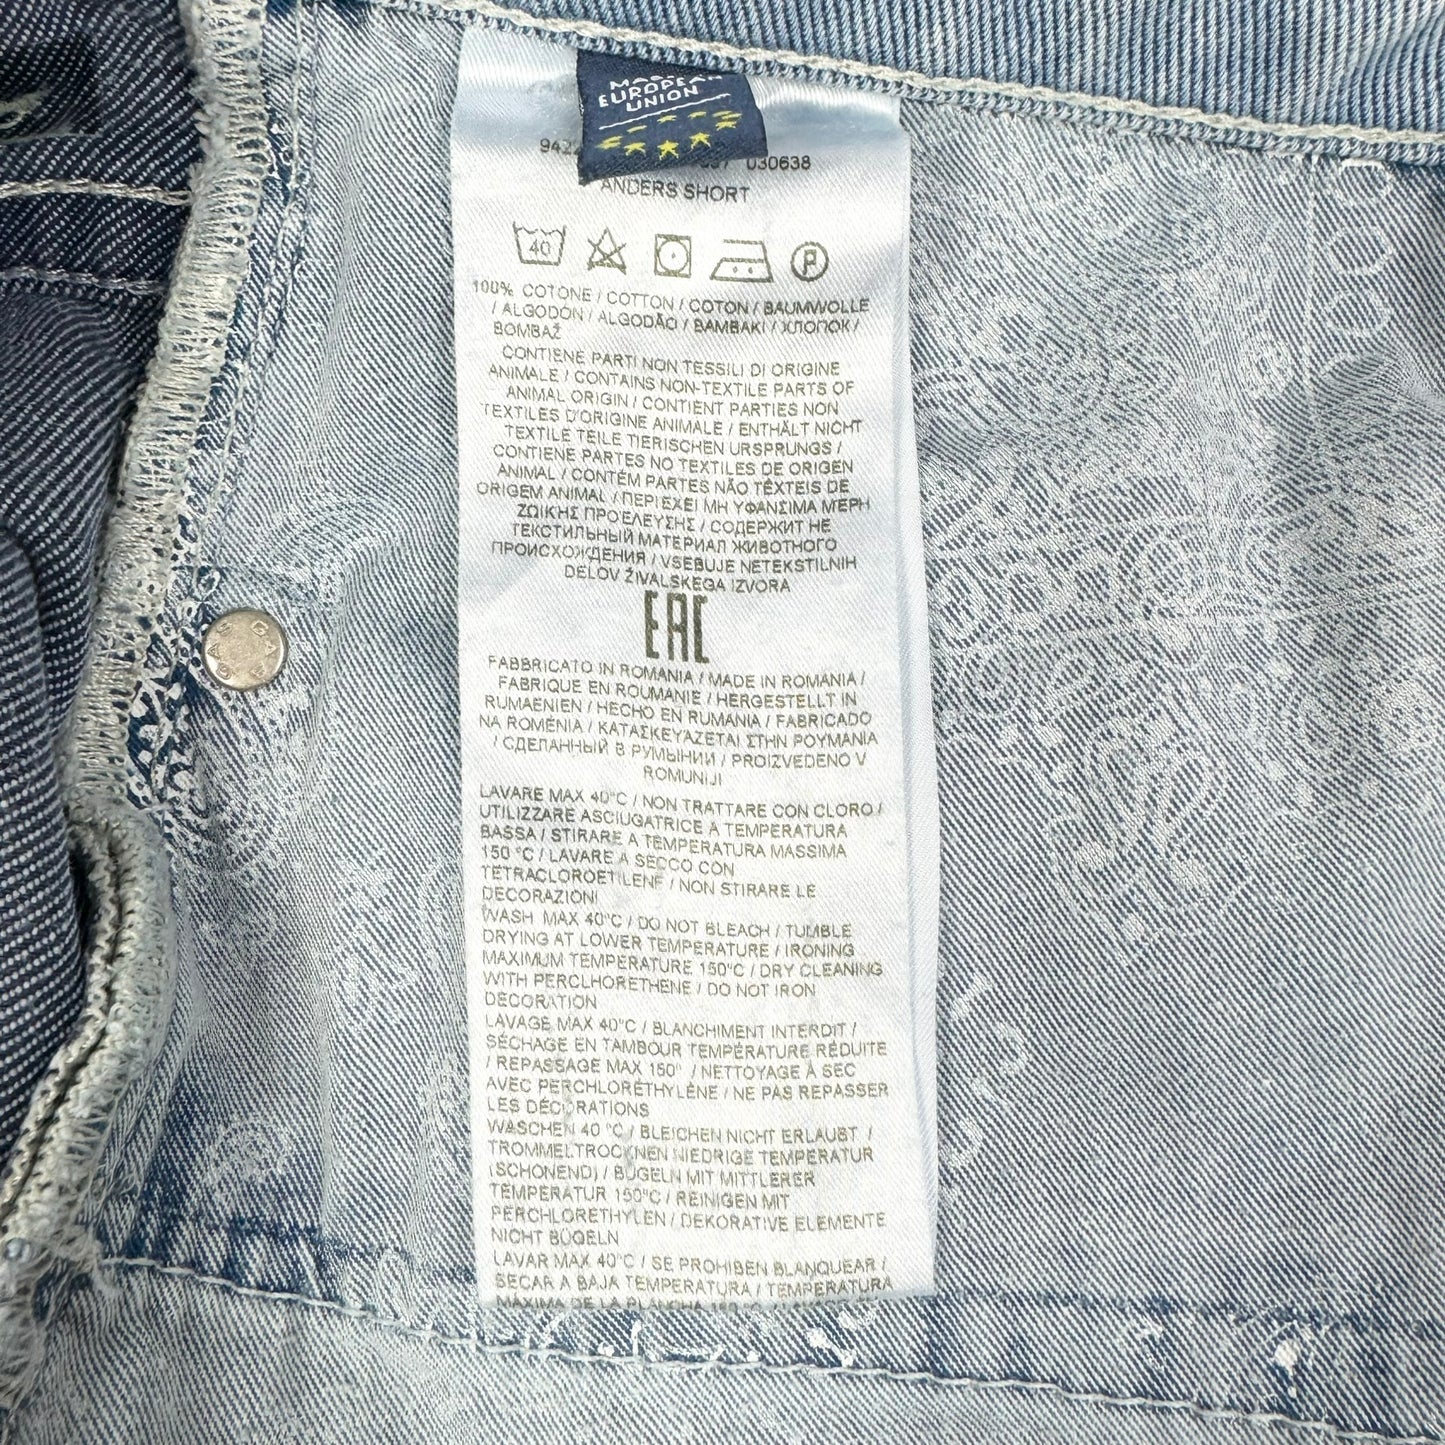 EUROPEAN
UNION
030638
ANDERS SHORT
40
P
100% COTONE / COTTON / COTON / BAUMWOLLE
/ ALGODÓN / ALGODÃO / ΒΑΜΒΑΚΙ / ХЛОПОК /
BOMBAŽ
CONTIENE PARTI NON TESSILI DI ORIGINE
ANIMALE / CONTAINS NON-TEXTILE PARTS OF
ANIMAL ORIGIN / CONTIENT PARTIES NON
TEXTILES D'ORIGINE ANIMALE / ENTHÄLT NICHT
TEXTILE TEILE TIERISCHEN URSPRUNGS /
CONTIENE PARTES NO TEXTILES DE ORIGEN
ANIMAL / CONTÉM PARTES NÃO TÊXTEIS DE
ORIGEM ANIMAL / ΠΕΡΙΕΧΕΙ ΜΗ ΥΦΑΝΣΙΜΑ ΜΕΡΗ
ΖΩΙΚΗΣ ΠΡΟΕΛΕΥΣΗΣ / СОДЕРЖИТ НЕ
ТЕКСТИЛЬНЫЙ МАТЕРИАЛ ЖИВОТНОГО
ПРОИСХОЖДЕНИЯ / VSEBUJE NETEKSTILNIH
DELOV ŽIVALSKEGA IZVORA
EAC
FABBRICATO IN ROMANIA / MADE IN ROMANIA /
FABRIQUE EN ROUMANIE / HERGESTELLT IN
RUMAENIEN / HECHO EN RUMANIA / FABRICADO
NA ROMÉNIA / ΚΑΤΑΣΚΕΥΆΖΕΤΑΙ ΣΤΗΝ ΡΟΥΜΑΝΙΑ
/ СДЕЛАННЫЙ В РУМЫНИИ / PROIZVEDENO V
ROMUNIJI
LAVARE MAX 40°C / NON TRATTARE CON CLORO /
UTILIZZARE ASCIUGATRICE A TEMPERATURA
BASSA / STIRARE A TEMPERATURA MASSIMA
150 °C / LAVARE A SECCO CON
TETRACLOROETILENE / NON STIRARE LE
DECORAZIONI
WASH MAX 40°C / DO NOT BLEACH / TUMBLE
DRYING AT LOWER TEMPERATURE / IRONING
MAXIMUM TEMPERATURE 150°C / DRY CLEANING
WITH PERCLHORETHENE / DO NOT IRON
DECORATION
LAVAGE MAX 40°C / BLANCHIMENT INTERDIT /
SÉCHAGE EN TAMBOUR TEMPÉRATURE RÉDUITE
/ REPASSAGE MAX 150° / NETTOYAGE À SEC
AVEC PERCHLORÉTHYLÈNE / NE PAS REPASSER
LES DÉCORATIONS
WASCHEN 40 °C / BLEICHEN NICHT ERLAUBT /
TROMMELTROCKNEN NIEDRIGE TEMPERATUR
(SCHONEND) / BÜGELN MIT MITTLERER
TEMPERATUR 150°C / REINIGEN MIT
PERCHLORETHYLEN / DEKORATIVE ELEMENTE
NICHT BÜGELN
LAVAR MAX 40°C / SE PROHIBEN BLANQUEAR /
SECAR A BAJA TEMPERATURA / TEMPERATURA
MÁXIMA DE LA PLANCHA 150 °C